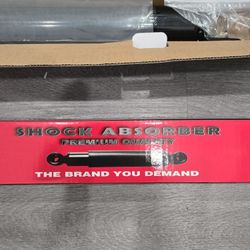 SHOCK ABSORBER
PREMIUM QUALITY
THE BRAND YOU DEMAND